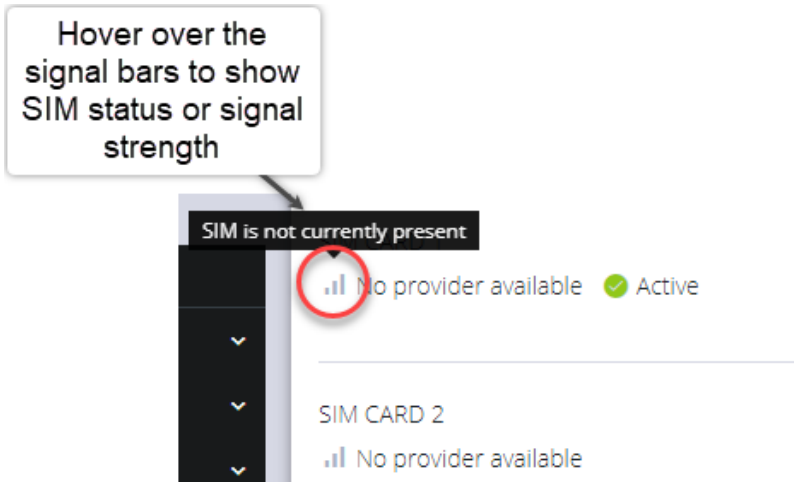 Hover over the
signal bars to show
SIM status or signal
strength
SIM is not currently present
No provider available Active
SIM CARD 2
No provider available